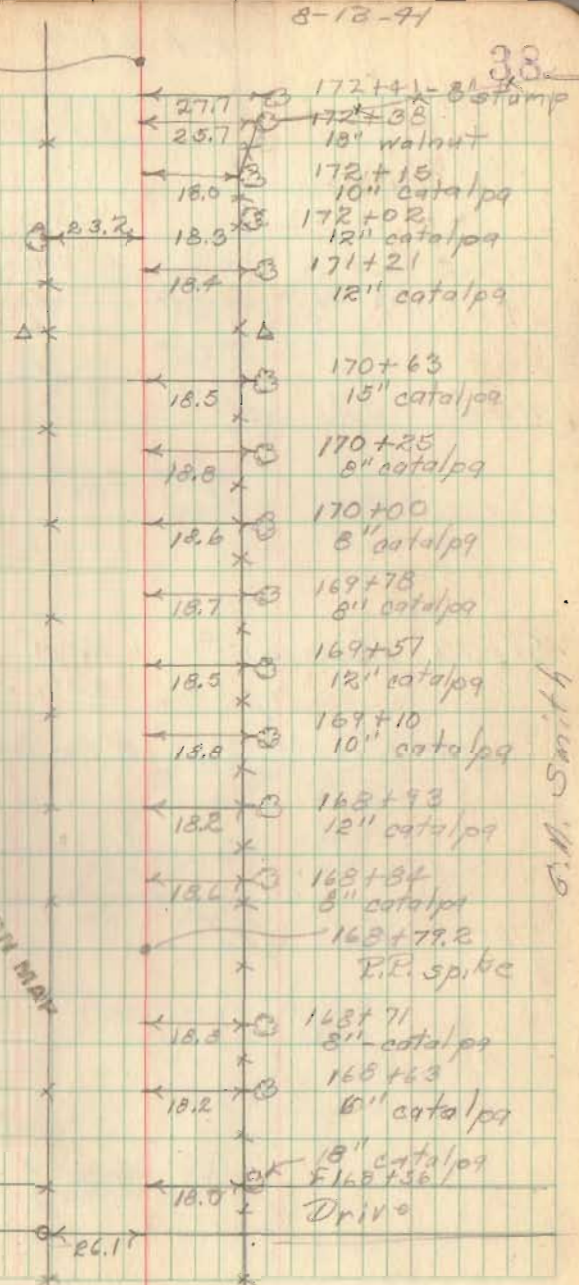 8-13-41
38
27.7 172+41- 8" stump
25.7 172+38
18" walnut
18.0 172+15
10" catalpa
23.2 18.3 172+02
12" catalpa
18.4 171+21
12" catalpa
18.5 170+63
15" catalpa
18.8 170+25
8" catalpa
18.6 170+00
8" catalpa
18.7 169+78
8" catalpa
18.5 169+57
12" catalpa
18.8 169+10
10" catalpa
18.2 168+93
12" catalpa
18.6 168+84
8" catalpa
168+79.2
spike
18.3 168+71
8" catalpa
18.2 168+63
6" catalpa
18" catalpa
18.0 168+36
Drive
26.1
Smith
MAP